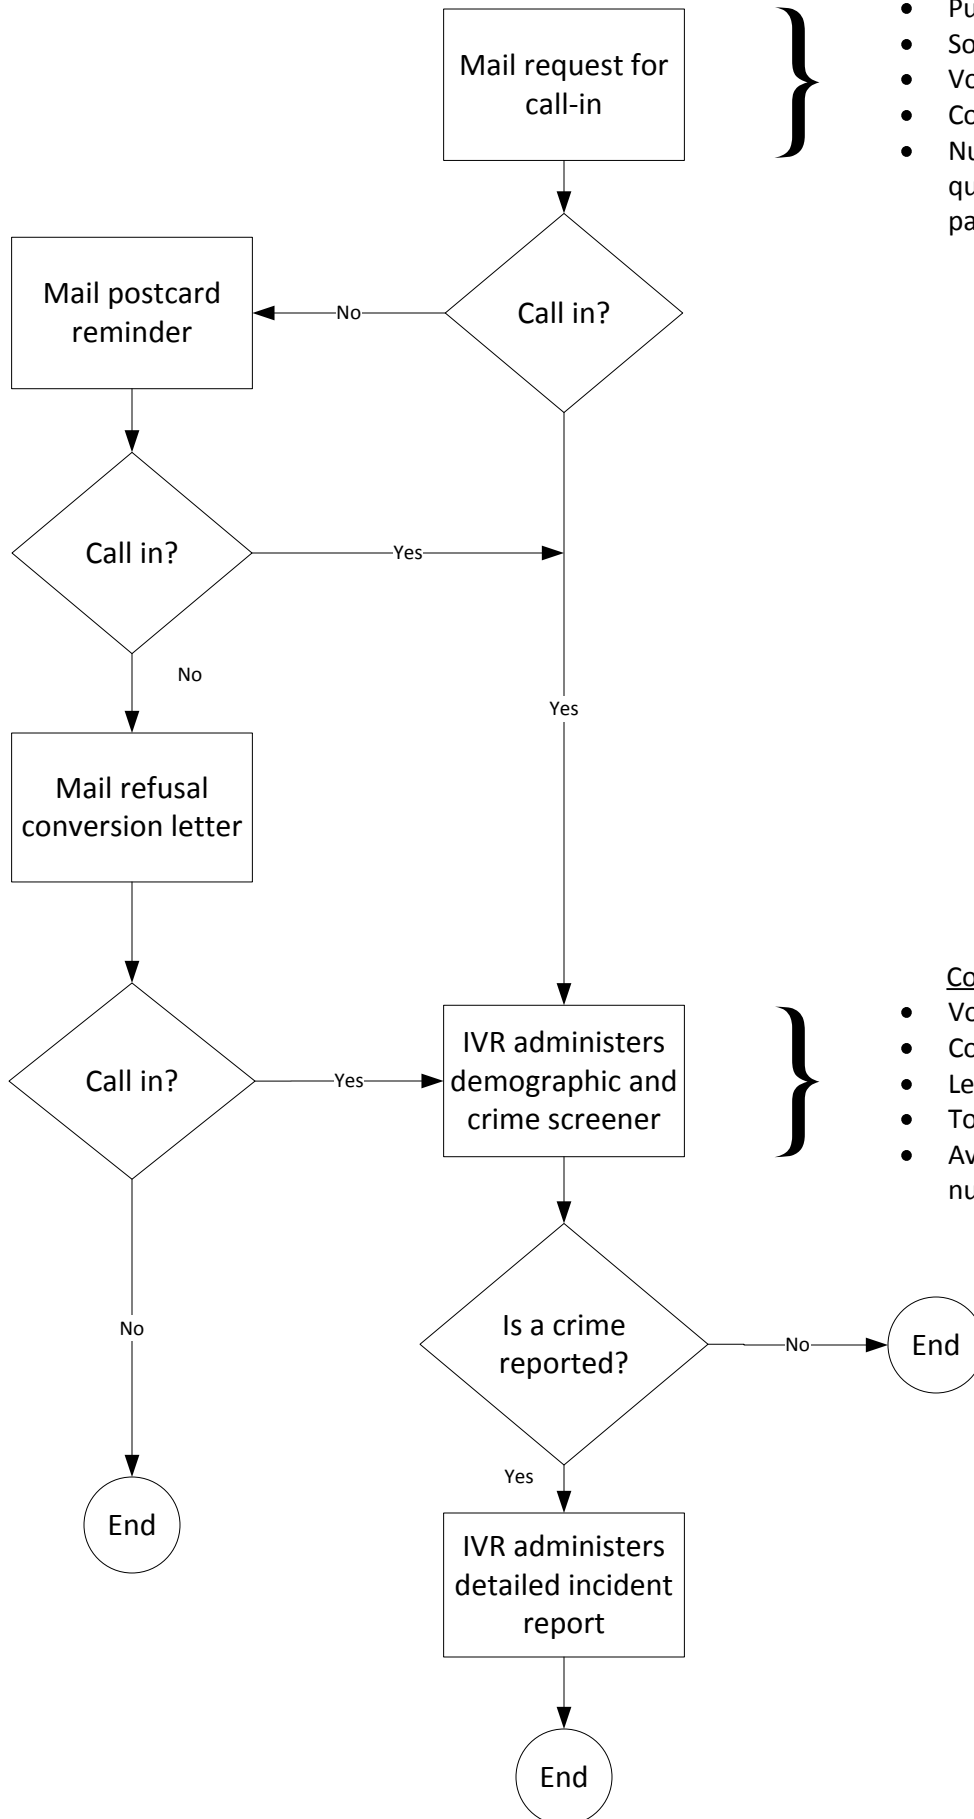 Mail request for
call-in
Call in?
No
Mail postcard
reminder
Call in?
Yes
No
Yes
Mail refusal
conversion letter
Call in?
Yes
IVR administers
demographic and
crime screener
No
Is a crime
reported?
No
End
Yes
End
IVR administers
detailed incident
report
End